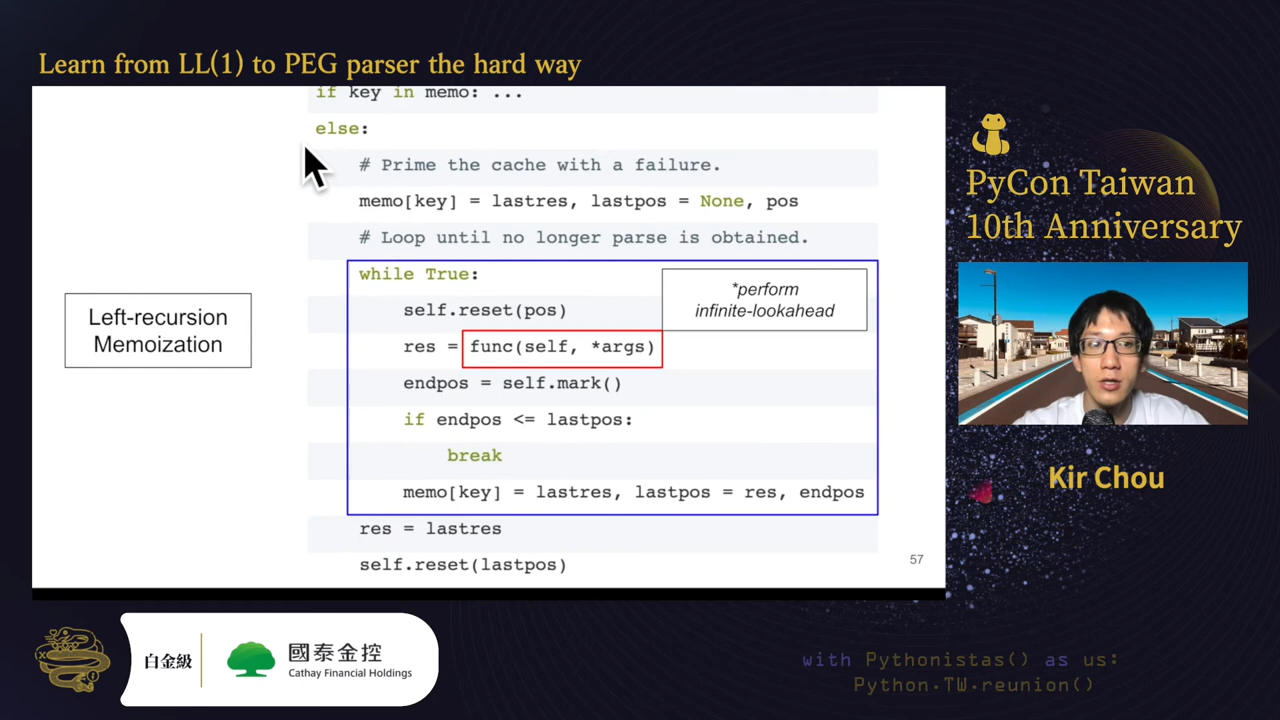 Learn from LL(1) to PEG parser the hard way
if key in memo: ...
else:
# Prime the cache with a failure.
memo[key] = lastres, lastpos = None, pos
# Loop until no longer parse is obtained.
while True:
self.reset(pos)
res = func(self, *args)
endpos = self.mark()
if endpos <= lastpos:
break
memo[key] = lastres, lastpos = res, endpos
res = lastres
self.reset(lastpos)
*perform
infinite-lookahead
Left-recursion
Memoization
57
PyCon Taiwan
10th Anniversary
Kir Chou
白金級
國泰金控
Cathay Financial Holdings
with Pythonistas() as us:
Python.TW.reunion()